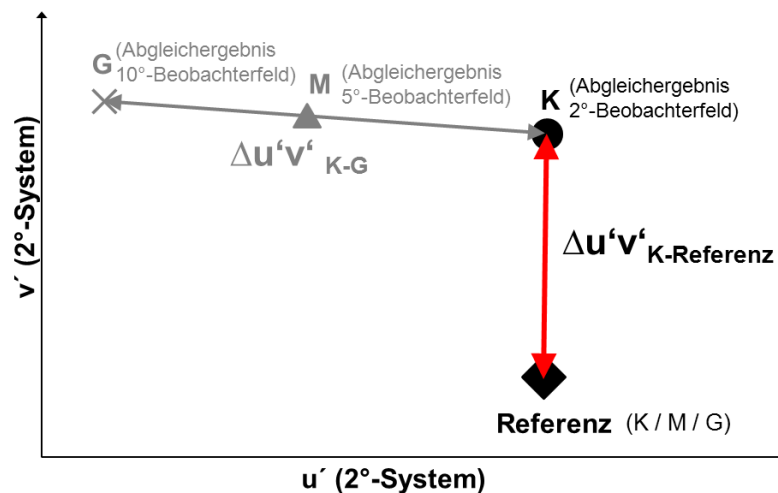 G (Abgleichergebnis
10°-Beobachterfeld)
M (Abgleichergebnis
5°-Beobachterfeld)
K (Abgleichergebnis
2°-Beobachterfeld)
Δu‘v‘ K-G
Δu‘v‘K-Referenz
v´ (2°-System)
Referenz (K / M / G)
u´ (2°-System)